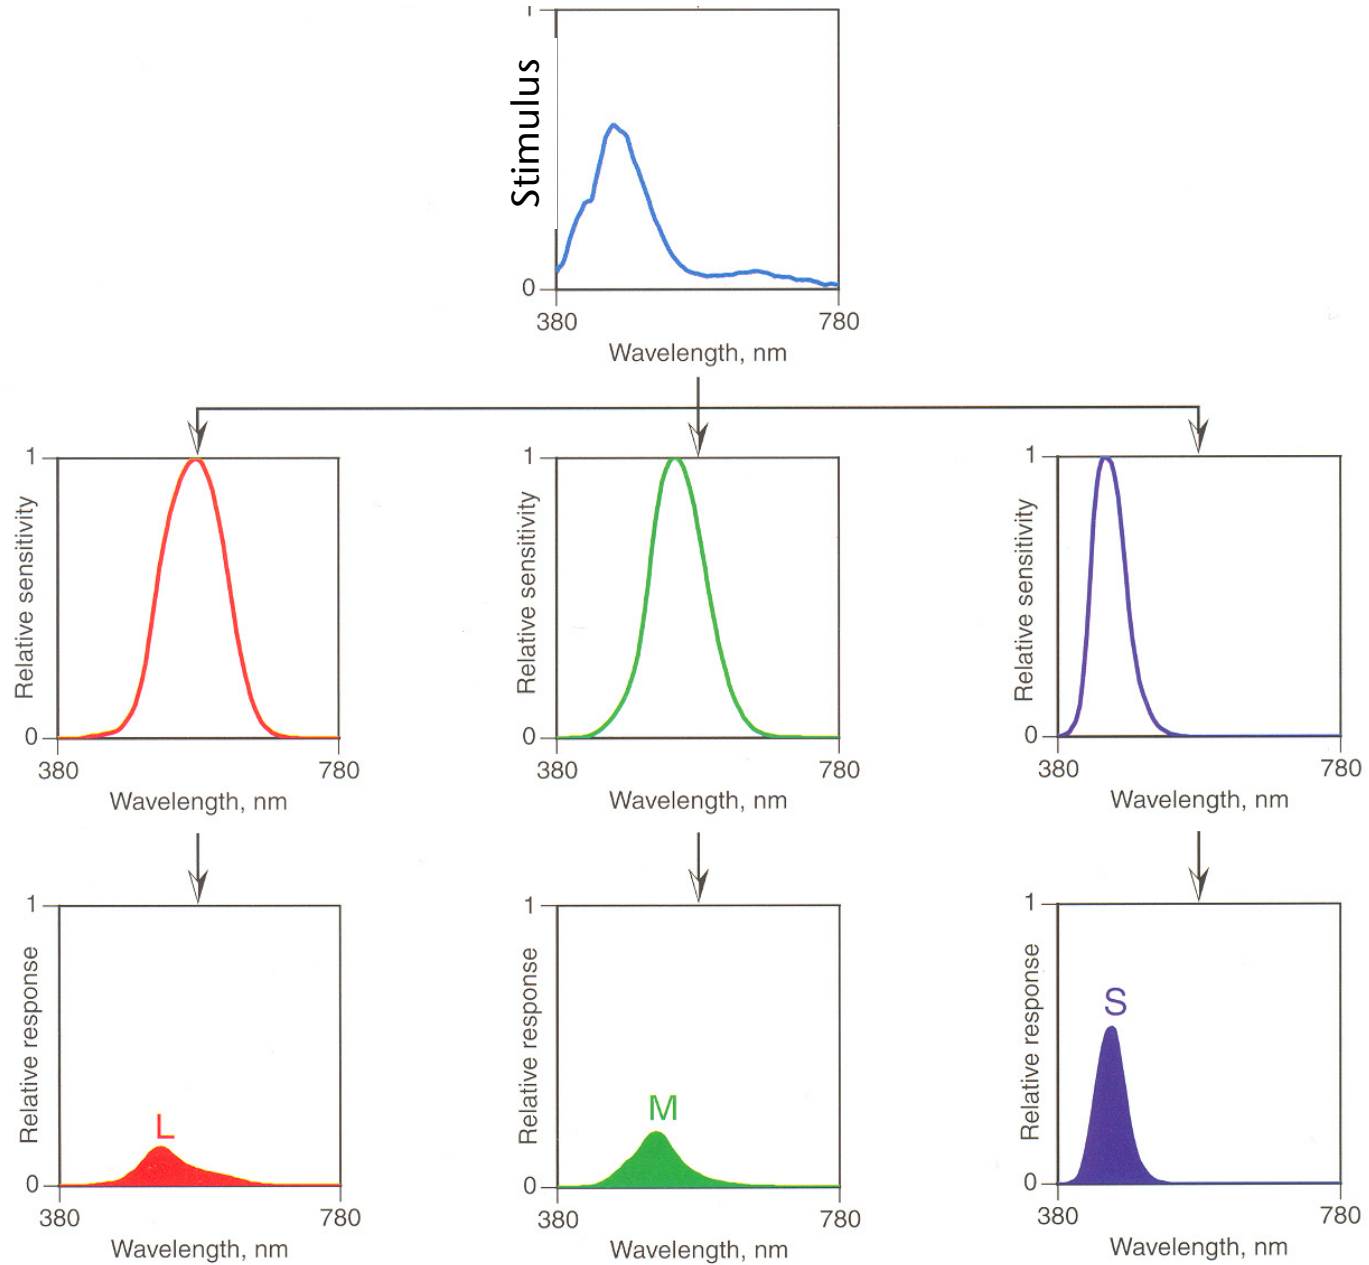 1
Stimulus
0
380 780
Wavelength, nm
1 1 1
Relative sensitivity Relative sensitivity Relative sensitivity
0 0 0
380 780 380 780 380 780
Wavelength, nm Wavelength, nm Wavelength, nm
1 1 1
Relative response Relative response Relative response
S
L M
0 0 0
380 780 380 780 380 780
Wavelength, nm Wavelength, nm Wavelength, nm